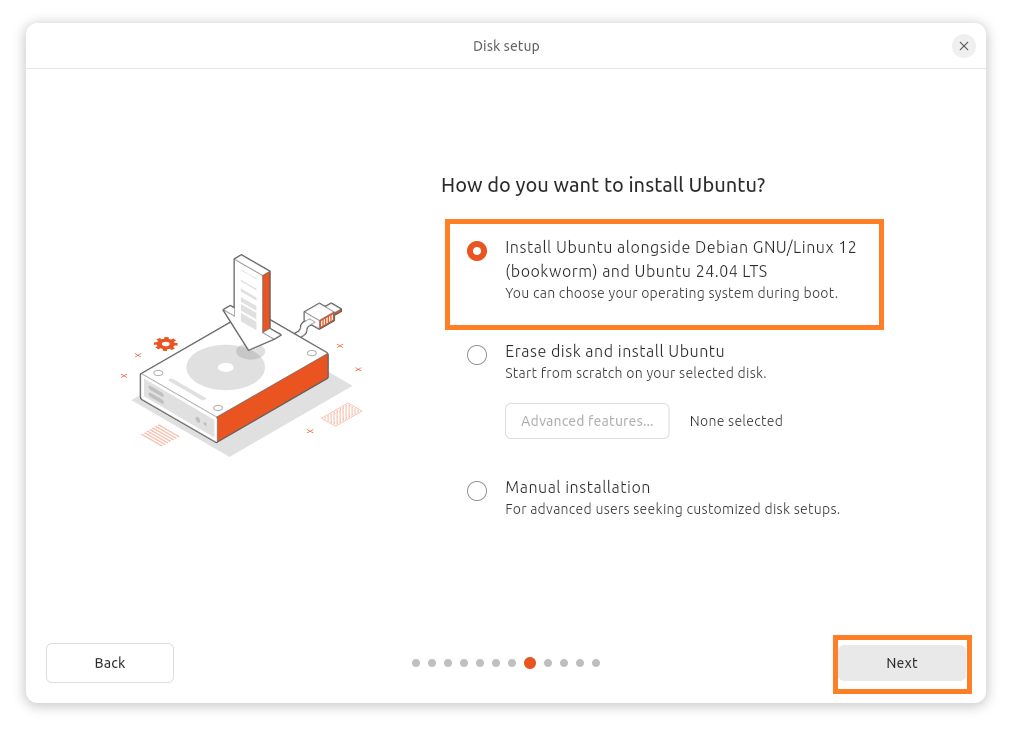 Disk setup
How do you want to install Ubuntu?
Install Ubuntu alongside Debian GNU/Linux 12
(bookworm) and Ubuntu 24.04 LTS
You can choose your operating system during boot.
Erase disk and install Ubuntu
Start from scratch on your selected disk.
Advanced features... None selected
Manual installation
For advanced users seeking customized disk setups.
Back Next